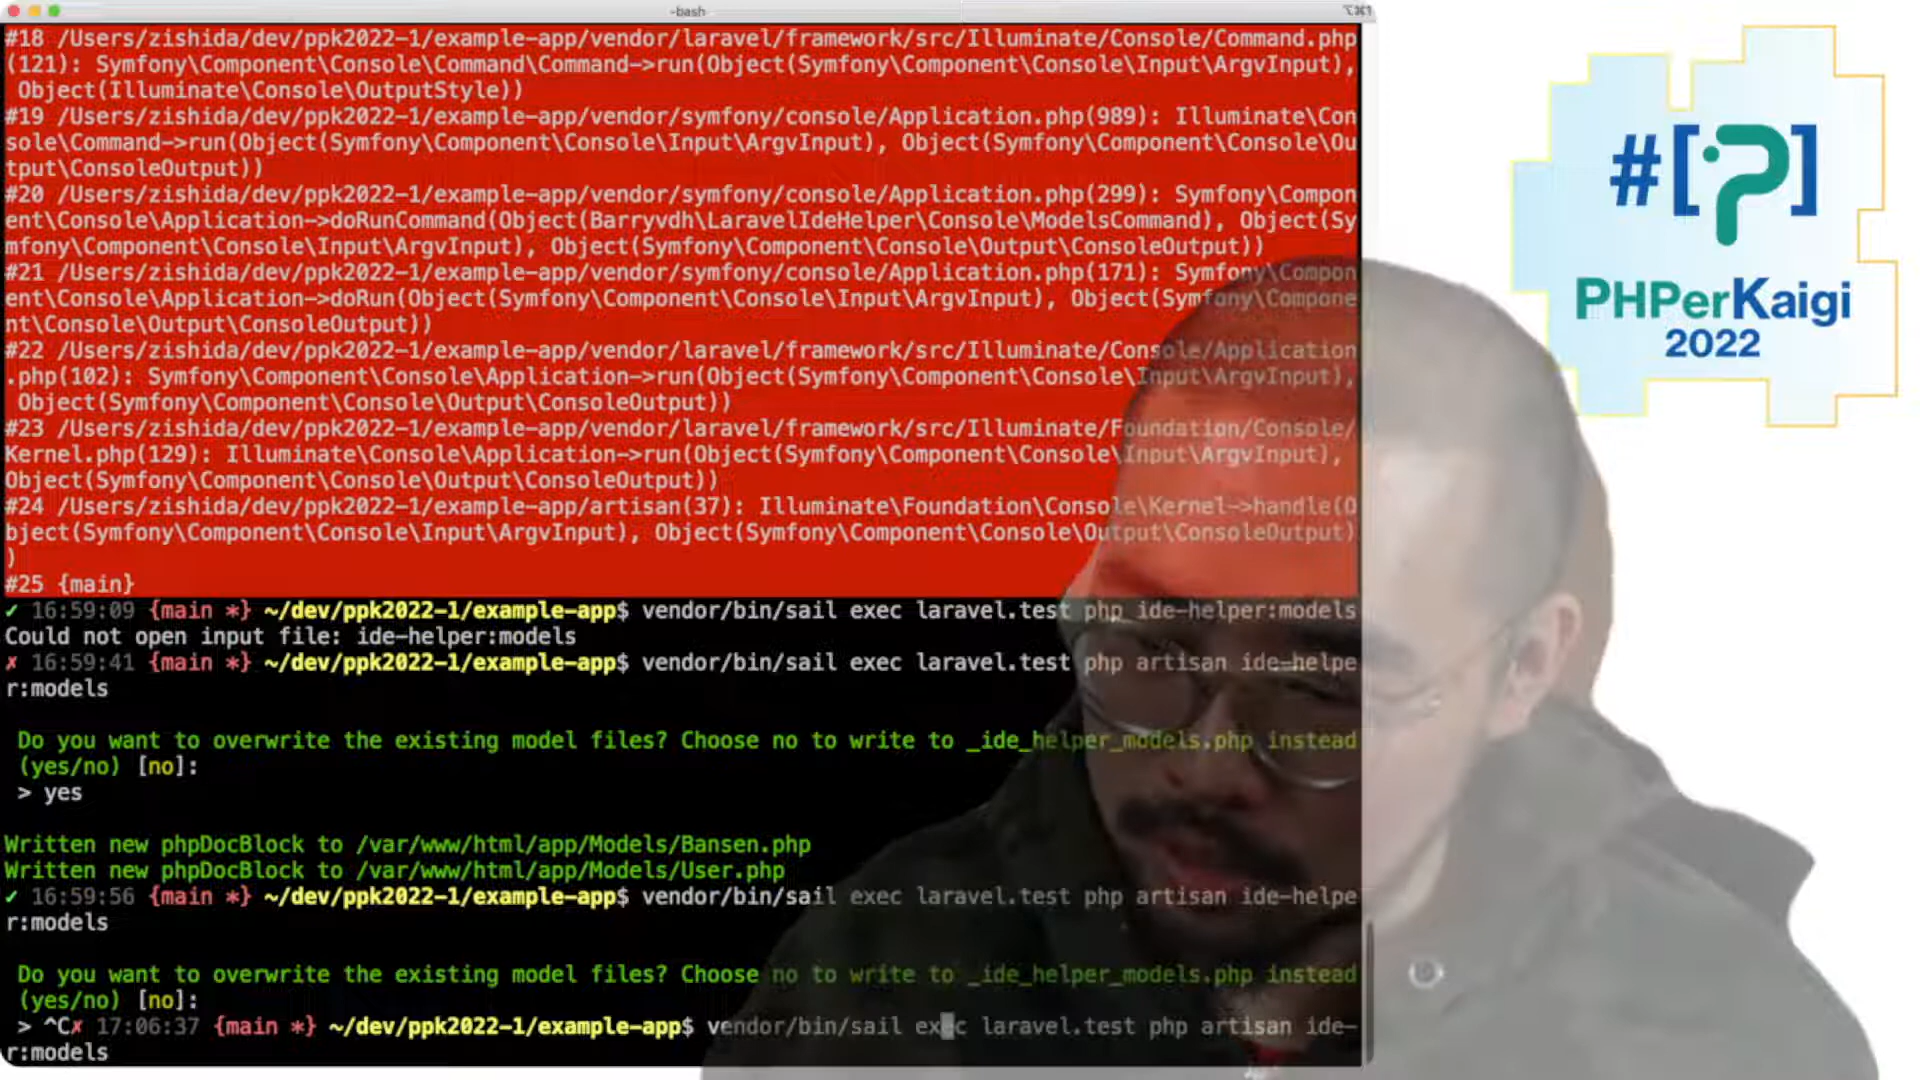 -bash
⌥⌘1
#18 /Users/zishida/dev/ppk2022-1/example-app/vendor/laravel/framework/src/Illuminate/Console/Command.php
(121): Symfony\Component\Console\Command\Command->run(Object(Symfony\Component\Console\Input\ArgvInput),
Object(Illuminate\Console\OutputStyle))
#19 /Users/zishida/dev/ppk2022-1/example-app/vendor/symfony/console/Application.php(989): Illuminate\Con
sole\Command->run(Object(Symfony\Component\Console\Input\ArgvInput), Object(Symfony\Component\Console\Ou
tput\ConsoleOutput))
#20 /Users/zishida/dev/ppk2022-1/example-app/vendor/symfony/console/Application.php(299): Symfony\Compon
ent\Console\Application->doRunCommand(Object(Barryvdh\LaravelIdeHelper\Console\ModelsCommand), Object(Sy
mfony\Component\Console\Input\ArgvInput), Object(Symfony\Component\Console\Output\ConsoleOutput))
#21 /Users/zishida/dev/ppk2022-1/example-app/vendor/symfony/console/Application.php(171): Symfony\Compon
ent\Console\Application->doRun(Object(Symfony\Component\Console\Input\ArgvInput), Object(Symfony\Compone
nt\Console\Output\ConsoleOutput))
#22 /Users/zishida/dev/ppk2022-1/example-app/vendor/laravel/framework/src/Illuminate/Console/Application
.php(102): Symfony\Component\Console\Application->run(Object(Symfony\Component\Console\Input\ArgvInput),
Object(Symfony\Component\Console\Output\ConsoleOutput))
#23 /Users/zishida/dev/ppk2022-1/example-app/vendor/laravel/framework/src/Illuminate/Foundation/Console/
Kernel.php(129): Illuminate\Console\Application->run(Object(Symfony\Component\Console\Input\ArgvInput),
Object(Symfony\Component\Console\Output\ConsoleOutput))
#24 /Users/zishida/dev/ppk2022-1/example-app/artisan(37): Illuminate\Foundation\Console\Kernel->handle(O
bject(Symfony\Component\Console\Input\ArgvInput), Object(Symfony\Component\Console\Output\ConsoleOutput)
)
#25 {main}
✓ 16:59:09 {main *} ~/dev/ppk2022-1/example-app$ vendor/bin/sail exec laravel.test php ide-helper:models
Could not open input file: ide-helper:models
✗ 16:59:41 {main *} ~/dev/ppk2022-1/example-app$ vendor/bin/sail exec laravel.test php artisan ide-helpe
r:models
Do you want to overwrite the existing model files? Choose no to write to _ide_helper_models.php instead
(yes/no) [no]:
> yes
Written new phpDocBlock to /var/www/html/app/Models/Bansen.php
Written new phpDocBlock to /var/www/html/app/Models/User.php
✓ 16:59:56 {main *} ~/dev/ppk2022-1/example-app$ vendor/bin/sail exec laravel.test php artisan ide-helpe
r:models
Do you want to overwrite the existing model files? Choose no to write to _ide_helper_models.php instead
(yes/no) [no]:
> ^C✗ 17:06:37 {main *} ~/dev/ppk2022-1/example-app$ vendor/bin/sail exec laravel.test php artisan ide-
r:models
#[P]
PHPerKaigi
2022